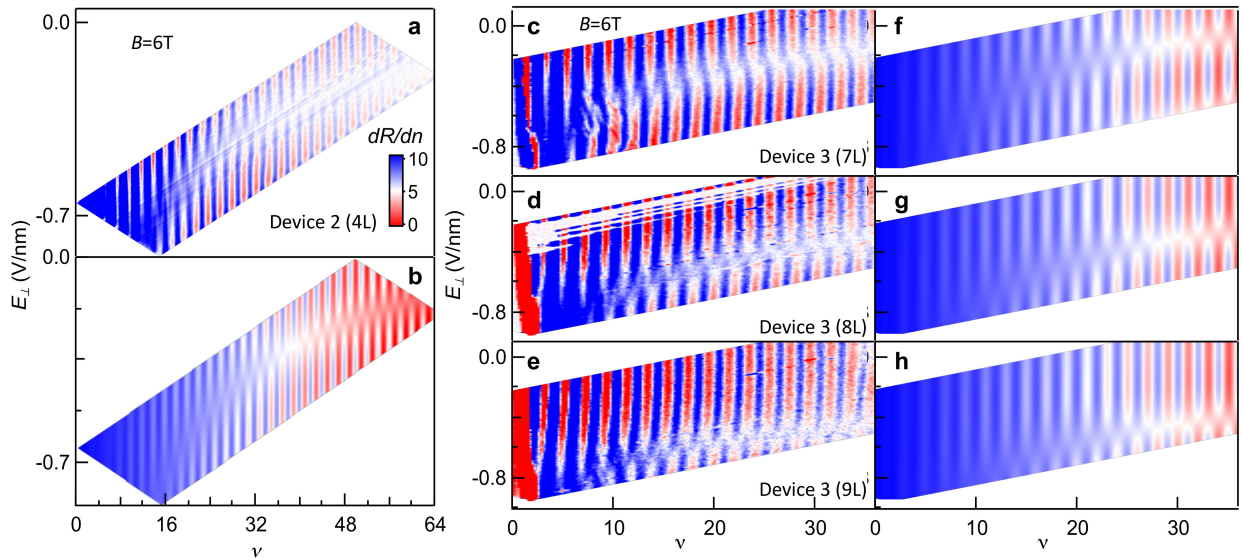 a
B=6T
0.0
dR/dn
10
5
0
-0.7
Device 2 (4L)
0.0
b
E⊥ (V/nm)
-0.7
0 16 32 48 64
ν
c
B=6T
0.0
-0.8
Device 3 (7L)
d
0.0
E⊥ (V/nm)
-0.8
Device 3 (8L)
e
0.0
-0.8
Device 3 (9L)
0 10 20 30
ν
f
g
h
0 10 20 30
ν